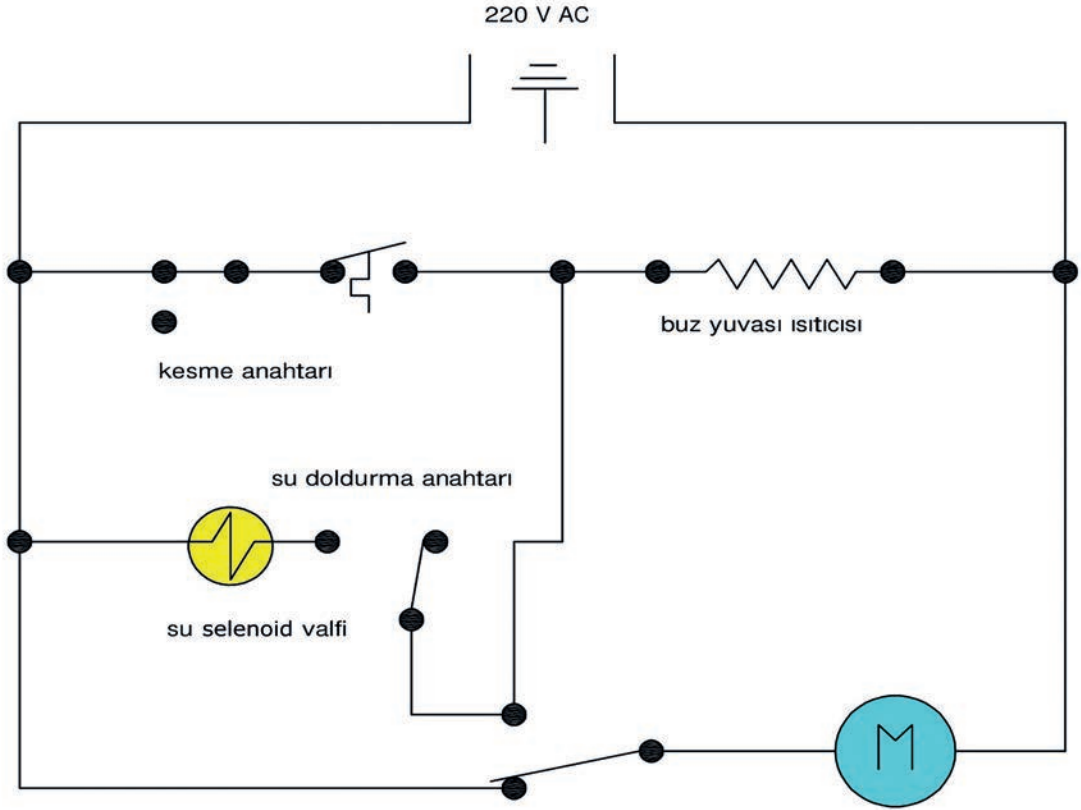 220 V AC
buz yuvası ısıtıcısı
kesme anahtarı
su doldurma anahtarı
su selenoid valfi
M